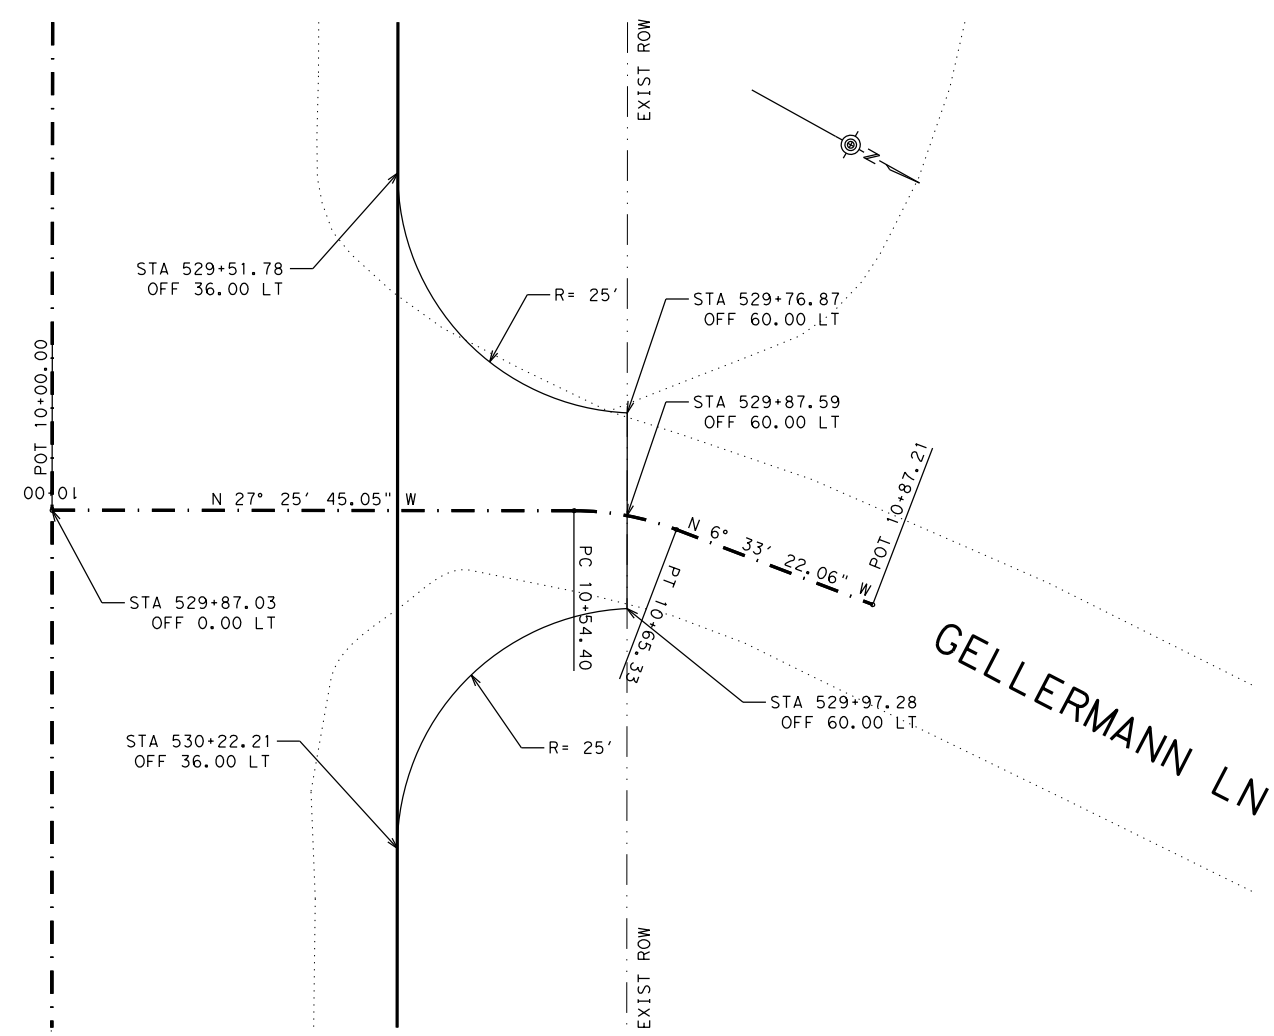 EXIST ROW
N
STA 529+51.78
OFF 36.00 LT
R= 25'
STA 529+76.87
OFF 60.00 LT
POT 10+00.00
STA 529+87.59
OFF 60.00 LT
10+00
N 27° 25' 45.05" W
POT 10+87.21
N 6° 33' 22.06" W
PC 10+54.40
PT 10+65.33
STA 529+87.03
OFF 0.00 LT
GELLERMANN LN
STA 529+97.28
OFF 60.00 LT
STA 530+22.21
OFF 36.00 LT
R= 25'
EXIST ROW